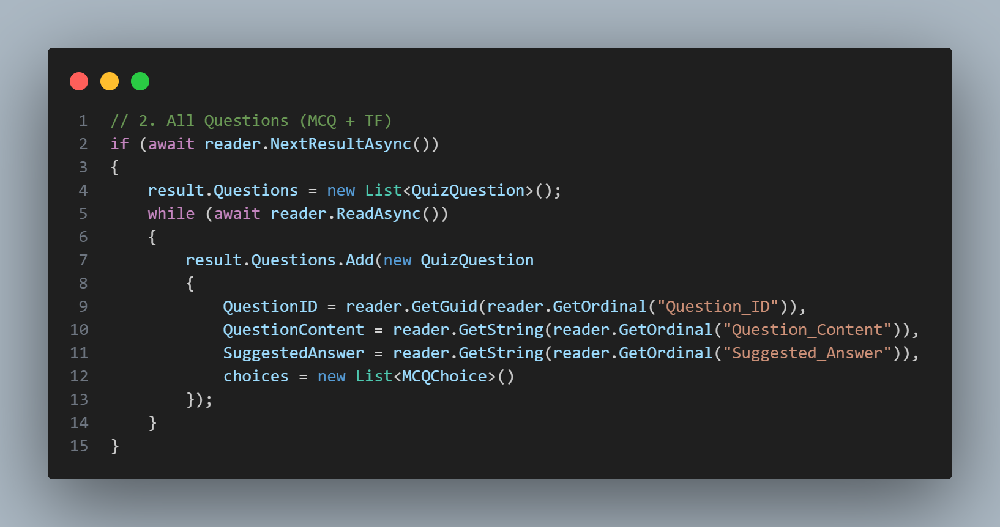 1 // 2. All Questions (MCQ + TF)
2 if (await reader.NextResultAsync())
3 {
4     result.Questions = new List<QuizQuestion>();
5     while (await reader.ReadAsync())
6     {
7         result.Questions.Add(new QuizQuestion
8         {
9             QuestionID = reader.GetGuid(reader.GetOrdinal("Question_ID")),
10             QuestionContent = reader.GetString(reader.GetOrdinal("Question_Content")),
11             SuggestedAnswer = reader.GetString(reader.GetOrdinal("Suggested_Answer")),
12             choices = new List<MCQChoice>()
13         });
14     }
15 }